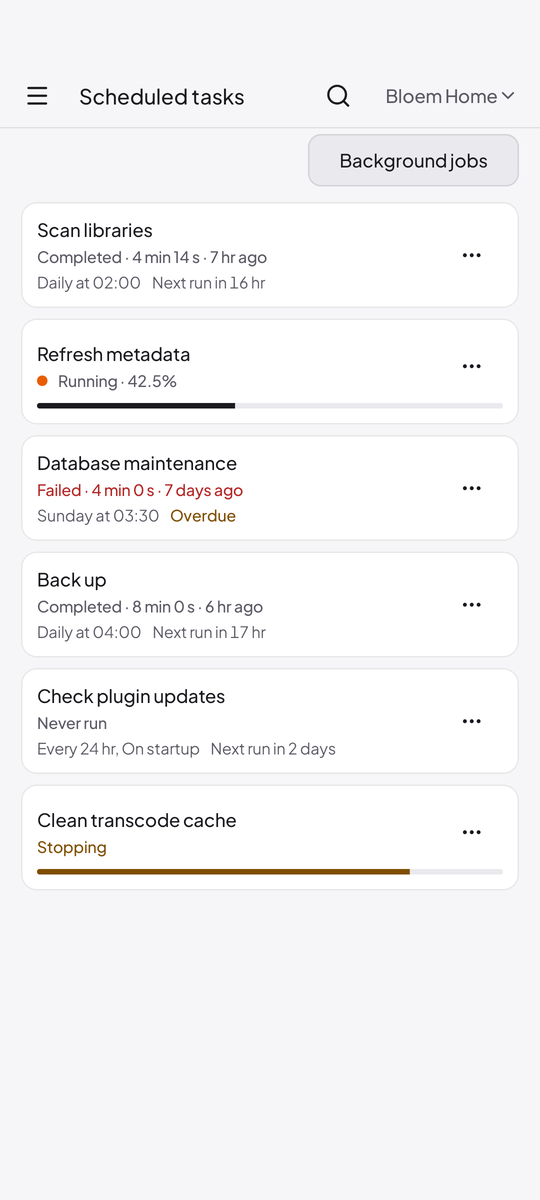 Scheduled tasks
Bloem Home
Background jobs
Scan libraries
Completed · 4 min 14 s · 7 hr ago
Daily at 02:00 Next run in 16 hr
Refresh metadata
Running · 42.5%
Database maintenance
Failed · 4 min 0 s · 7 days ago
Sunday at 03:30 Overdue
Back up
Completed · 8 min 0 s · 6 hr ago
Daily at 04:00 Next run in 17 hr
Check plugin updates
Never run
Every 24 hr, On startup Next run in 2 days
Clean transcode cache
Stopping